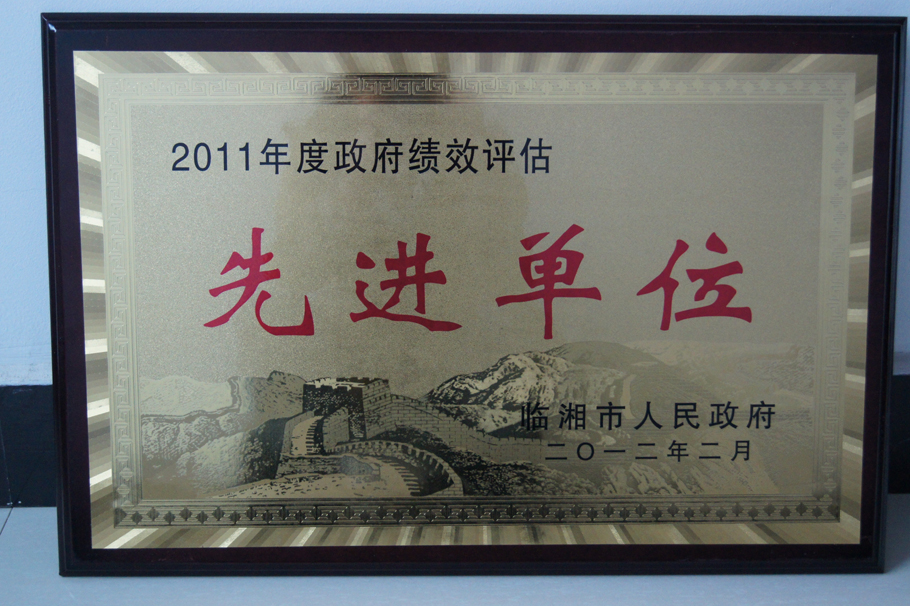 2011年度政府绩效评估
先进单位
临湘市人民政府
二〇一二年二月